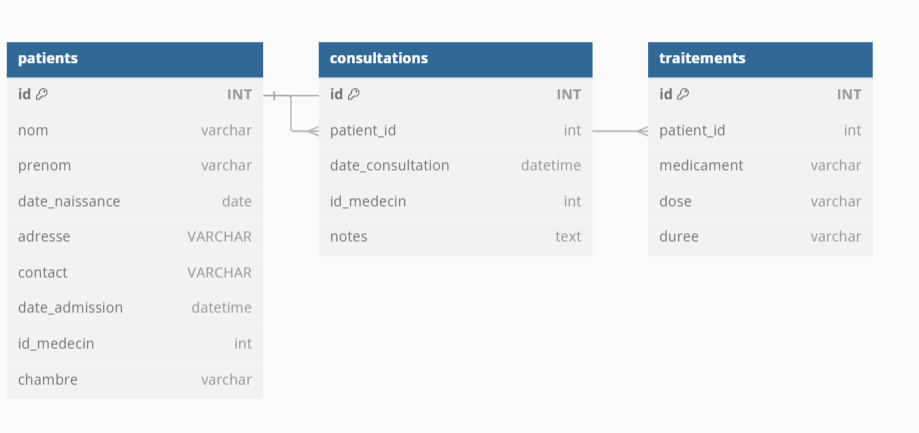 patients
id INT
nom varchar
prenom varchar
date_naissance date
adresse VARCHAR
contact VARCHAR
date_admission datetime
id_medecin int
chambre varchar
consultations
id INT
patient_id int
date_consultation datetime
id_medecin int
notes text
traitements
id INT
patient_id int
medicament varchar
dose varchar
duree varchar